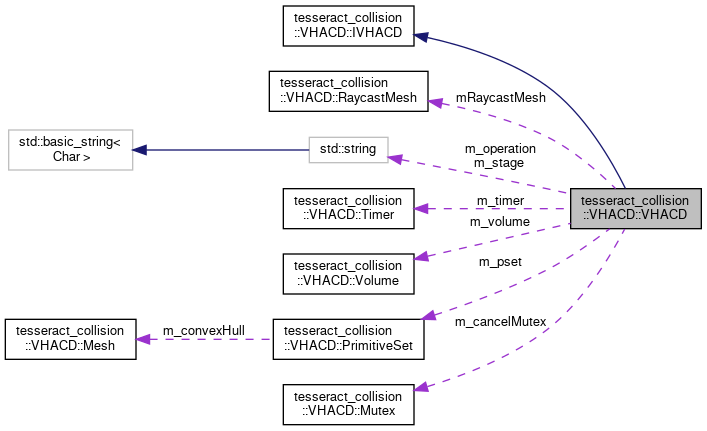 tesseract_collision
::VHACD::IVHACD
tesseract_collision
::VHACD::RaycastMesh
mRaycastMesh
std::basic_string<
Char >
std::string
m_operation
m_stage
tesseract_collision
::VHACD::VHACD
tesseract_collision
::VHACD::Timer
m_timer
m_volume
tesseract_collision
::VHACD::Volume
m_pset
tesseract_collision
::VHACD::Mesh
m_convexHull
tesseract_collision
::VHACD::PrimitiveSet
m_cancelMutex
tesseract_collision
::VHACD::Mutex